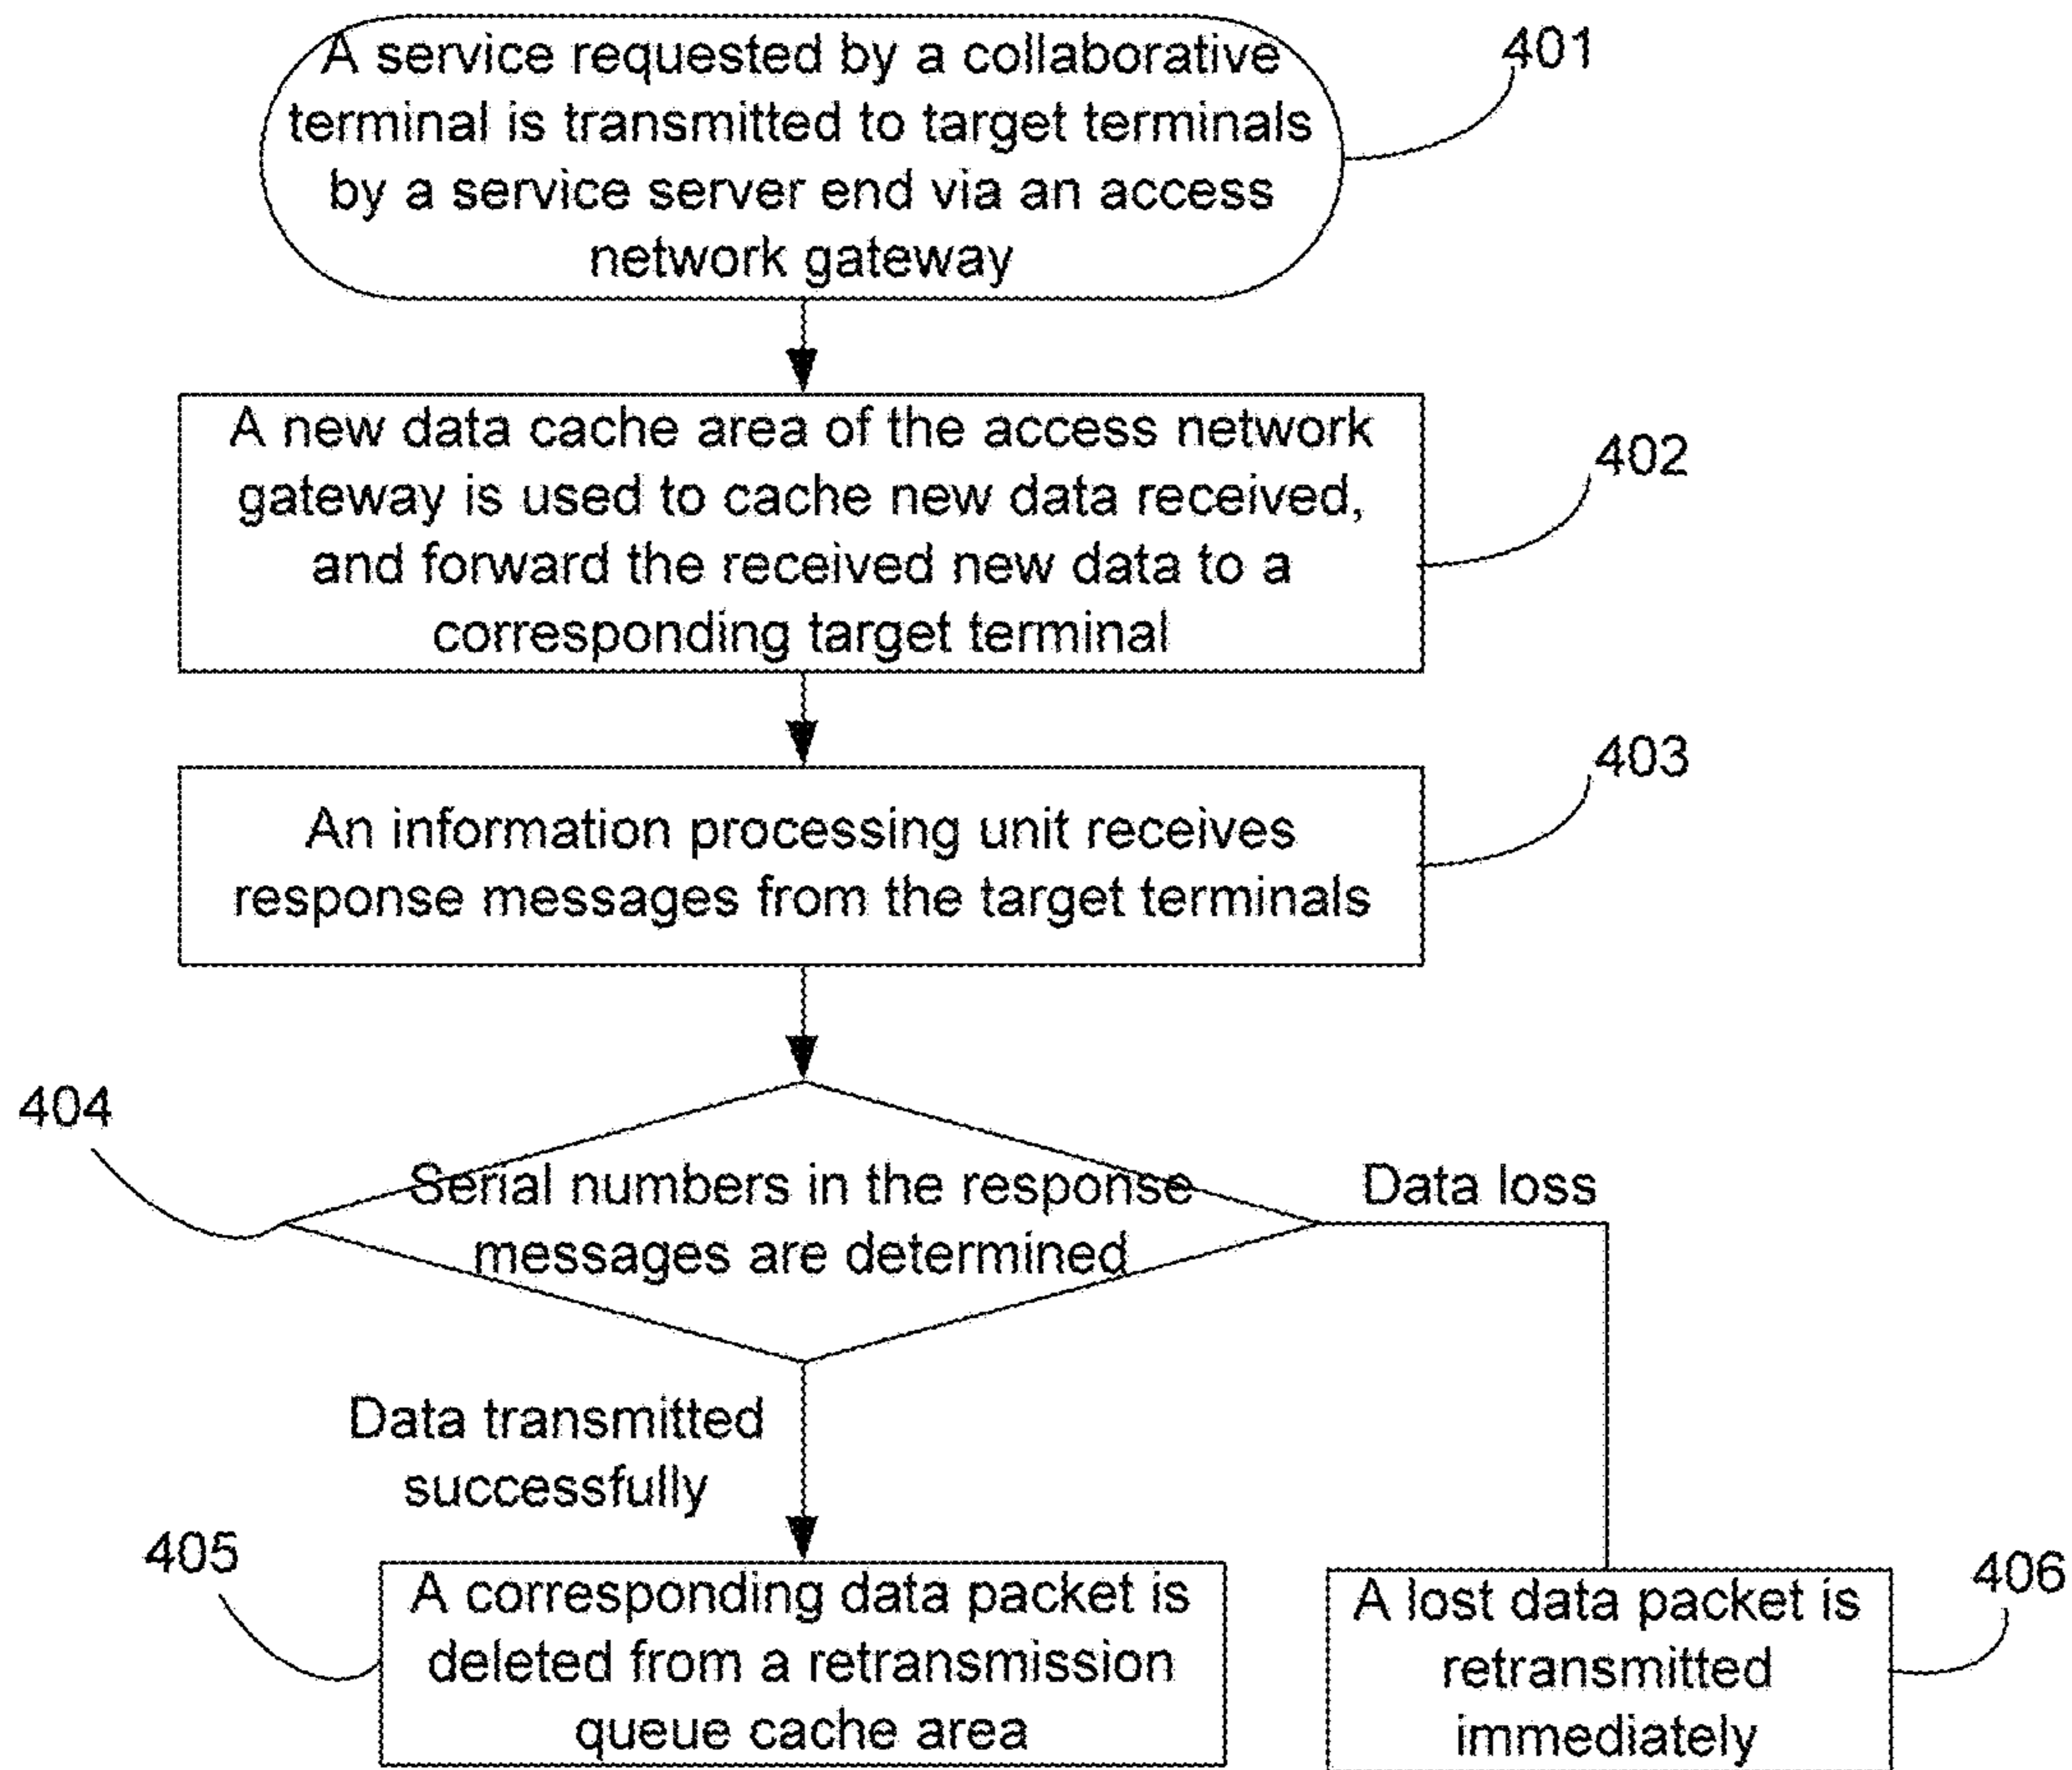 A service requested by a collaborative
terminal is transmitted to target terminals
by a service server end via an access
network gateway
401
A new data cache area of the access network
gateway is used to cache new data received,
and forward the received new data to a
corresponding target terminal
402
An information processing unit receives
response messages from the target terminals
403
404
Serial numbers in the response
messages are determined
Data loss
Data transmitted
successfully
405
A corresponding data packet is
deleted from a retransmission
queue cache area
A lost data packet is
retransmitted
immediately
406